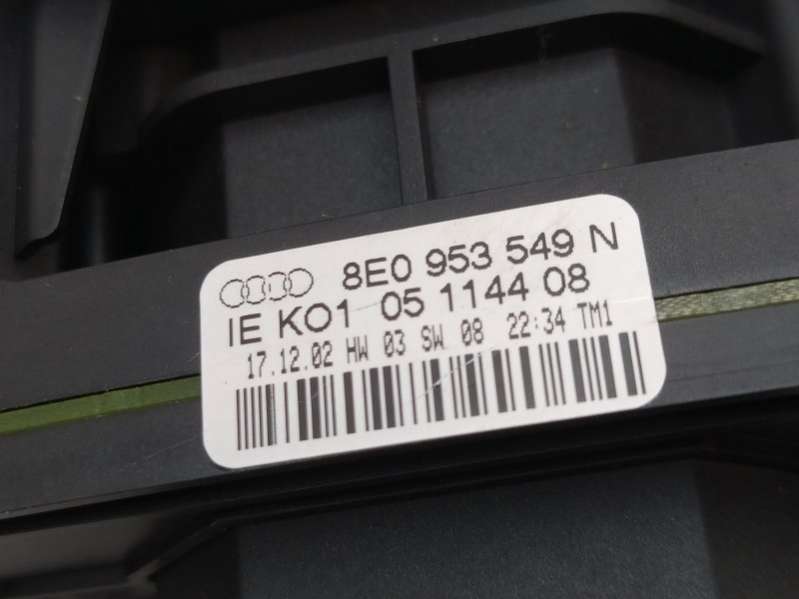 8E0 953 549 N
IE KO1 05 1144 08
17.12.02 HW 03 SW 08 22:34 TM1